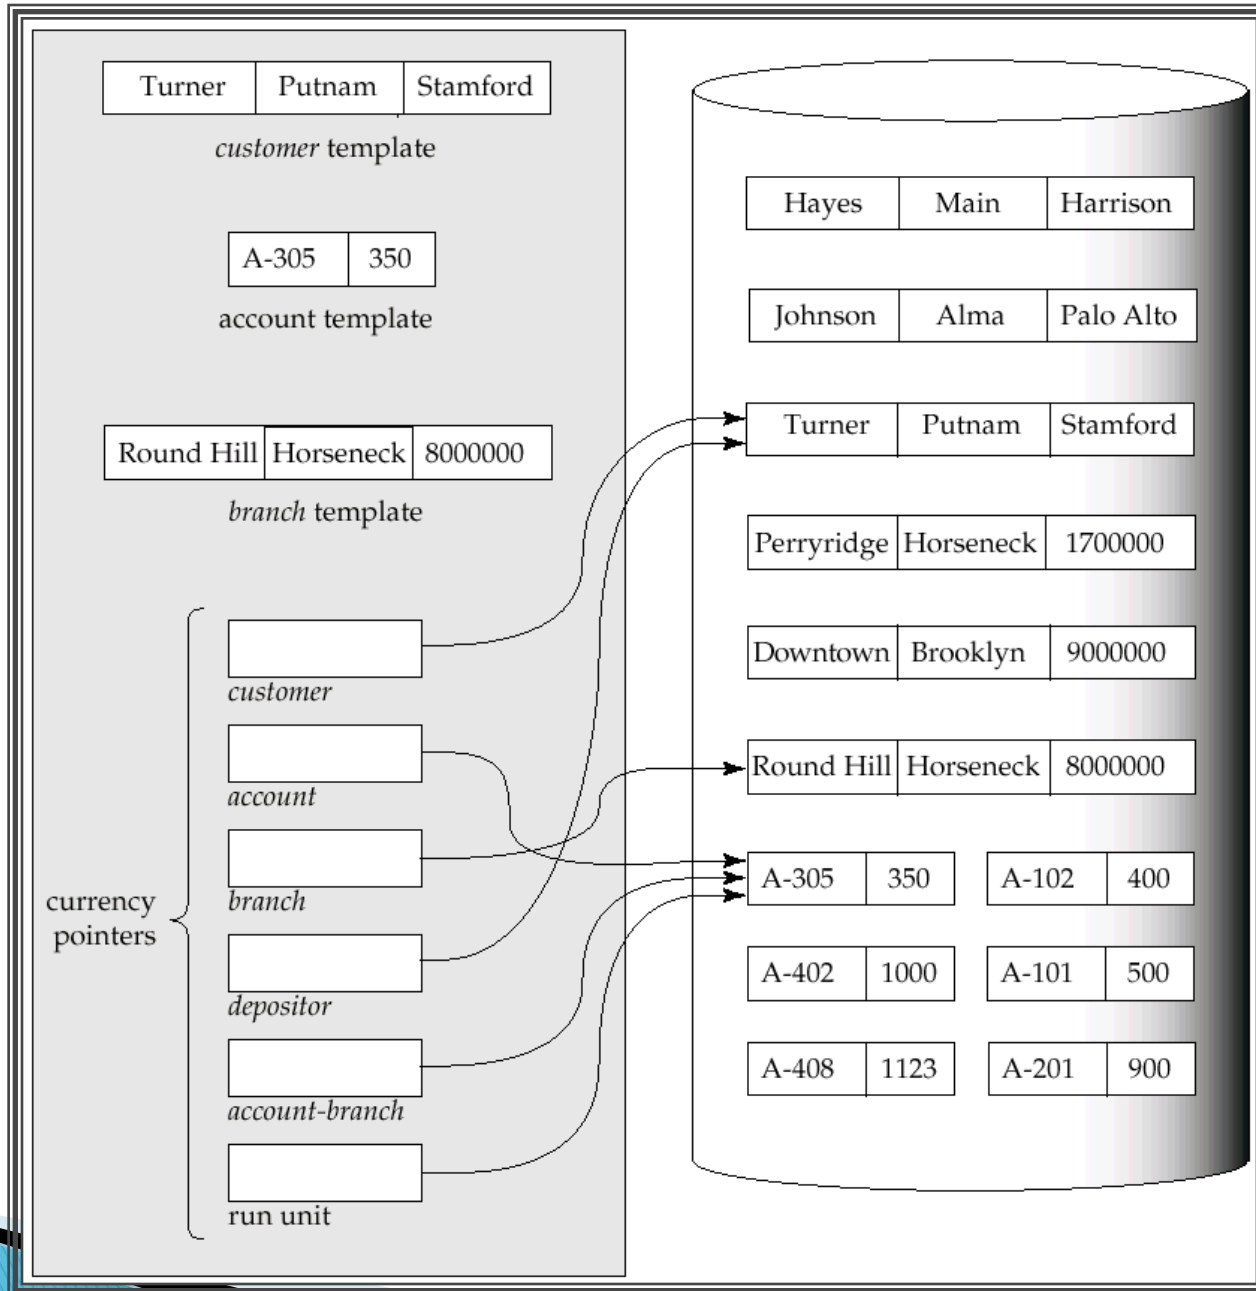 Turner Putnam Stamford
customer template
A-305 350
account template
Round Hill Horseneck 8000000
branch template
currency
pointers
customer
account
branch
depositor
account-branch
run unit
Hayes Main Harrison
Johnson Alma Palo Alto
Turner Putnam Stamford
Perryridge Horseneck 1700000
Downtown Brooklyn 9000000
Round Hill Horseneck 8000000
A-305 350 A-102 400
A-402 1000 A-101 500
A-408 1123 A-201 900